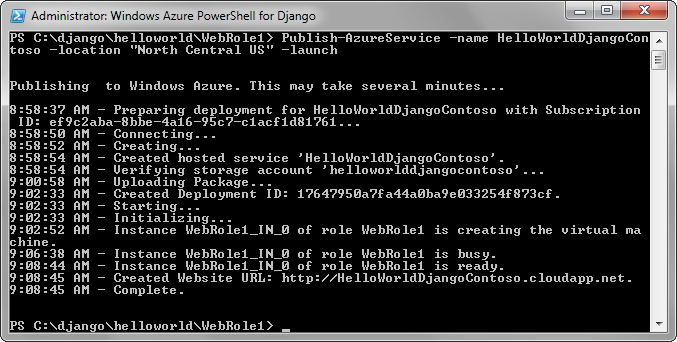 Administrator: Windows Azure PowerShell for Django
PS C:\django\helloworld\WebRole1> Publish-AzureService -name HelloWorldDjangoCon
toso -location "North Central US" -launch
Publishing  to Windows Azure. This may take several minutes...
8:58:37 AM - Preparing deployment for HelloWorldDjangoContoso with Subscription
 ID: ef9c2aba-8bbe-4a16-95c7-c1acf1d81761...
8:58:50 AM - Connecting...
8:58:52 AM - Creating...
8:58:54 AM - Created hosted service 'HelloWorldDjangoContoso'.
8:58:54 AM - Verifying storage account 'helloworlddjangocontoso'...
9:00:58 AM - Uploading Package...
9:02:33 AM - Created Deployment ID: 17647950a7fa44a0ba9e033254f873cf.
9:02:33 AM - Starting...
9:02:33 AM - Initializing...
9:02:52 AM - Instance WebRole1_IN_0 of role WebRole1 is creating the virtual ma
chine.
9:06:38 AM - Instance WebRole1_IN_0 of role WebRole1 is busy.
9:08:44 AM - Instance WebRole1_IN_0 of role WebRole1 is ready.
9:08:45 AM - Created Website URL: http://HelloWorldDjangoContoso.cloudapp.net.
9:08:45 AM - Complete.
PS C:\django\helloworld\WebRole1> _